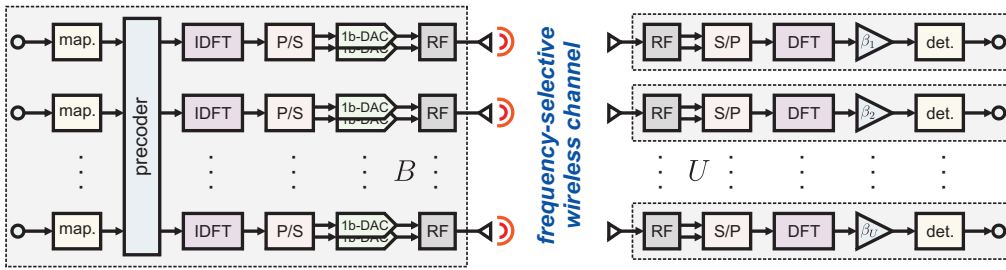 map. IDFT P/S 1b-DAC 1b-DAC RF RF S/P DFT β1 det.
map. IDFT P/S 1b-DAC 1b-DAC RF RF S/P DFT β2 det.
precoder
B
frequency-selective
wireless channel
U
map. IDFT P/S 1b-DAC 1b-DAC RF RF S/P DFT βU det.